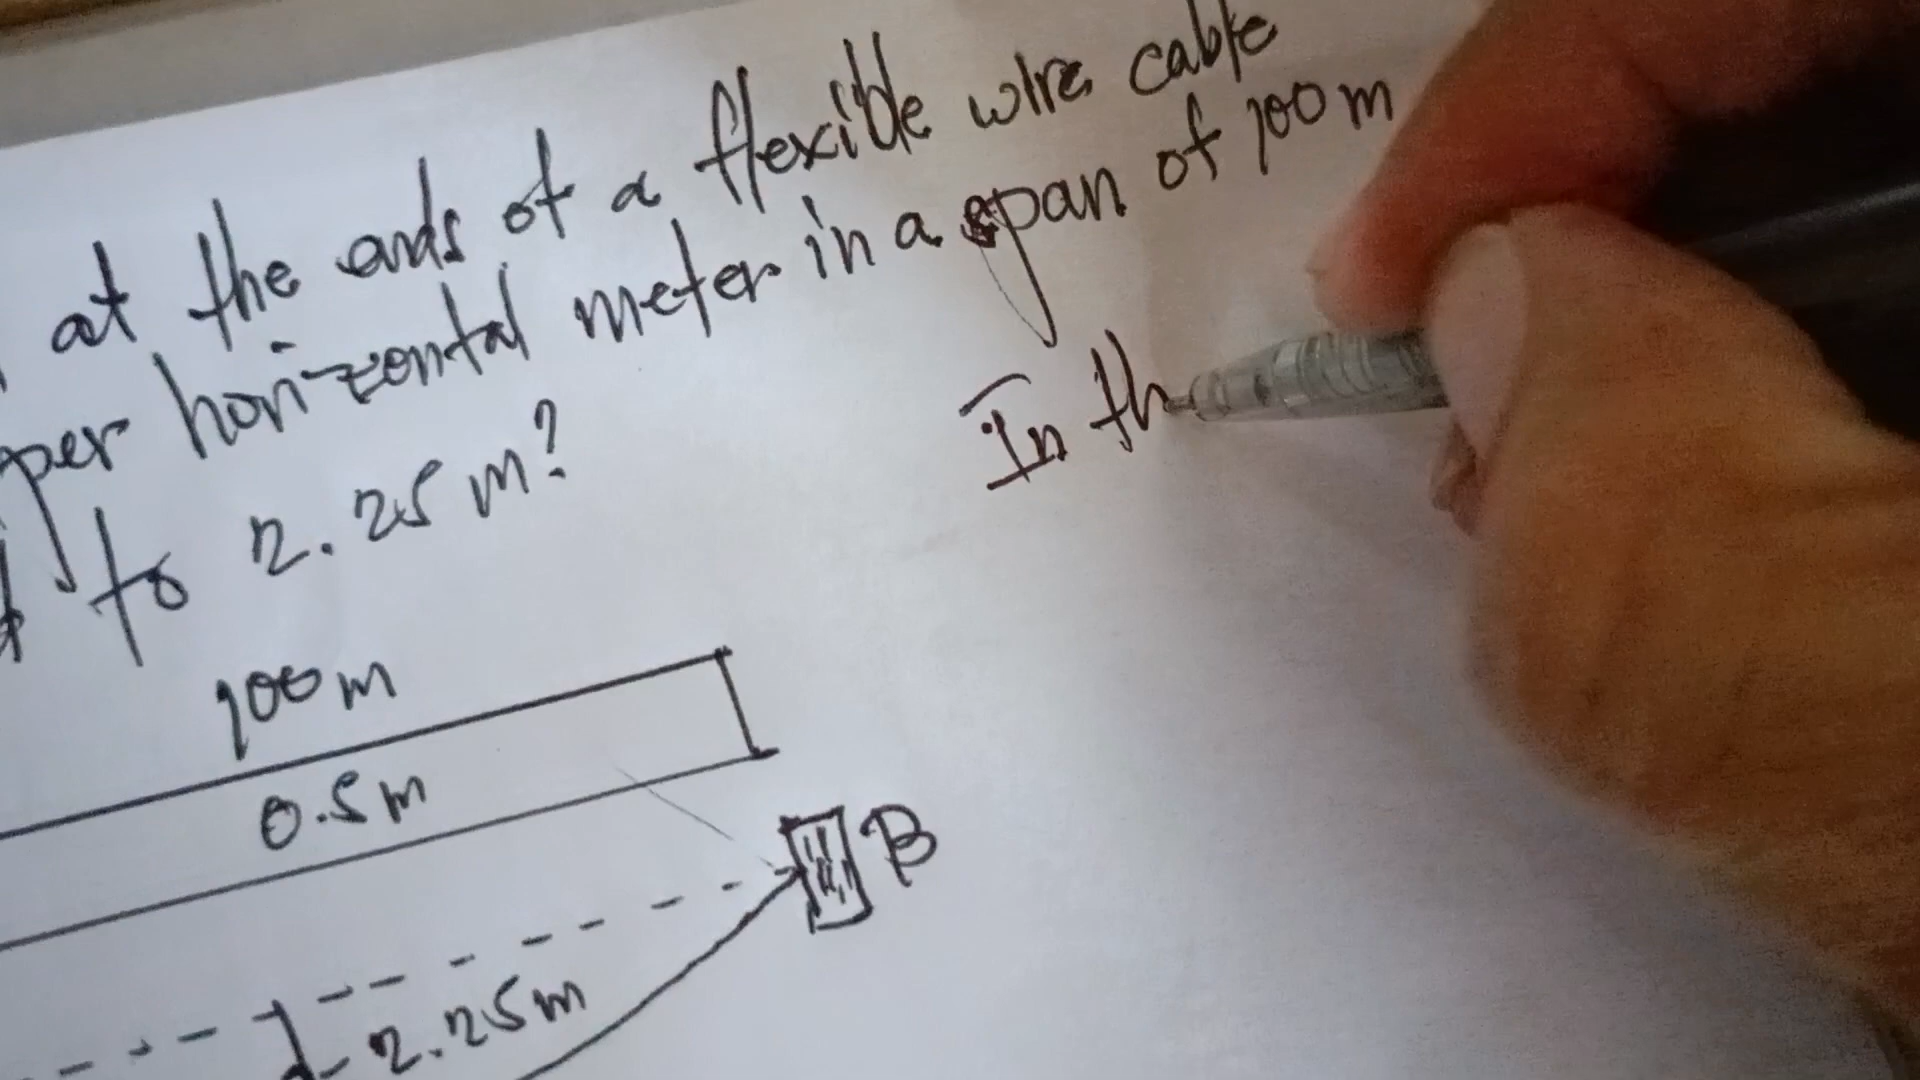 at the ends of a flexible wire cable
per horizontal meter in a span of 100 m
to 2.25 m?
In th
100 m
0.5 m
B
2.25 m